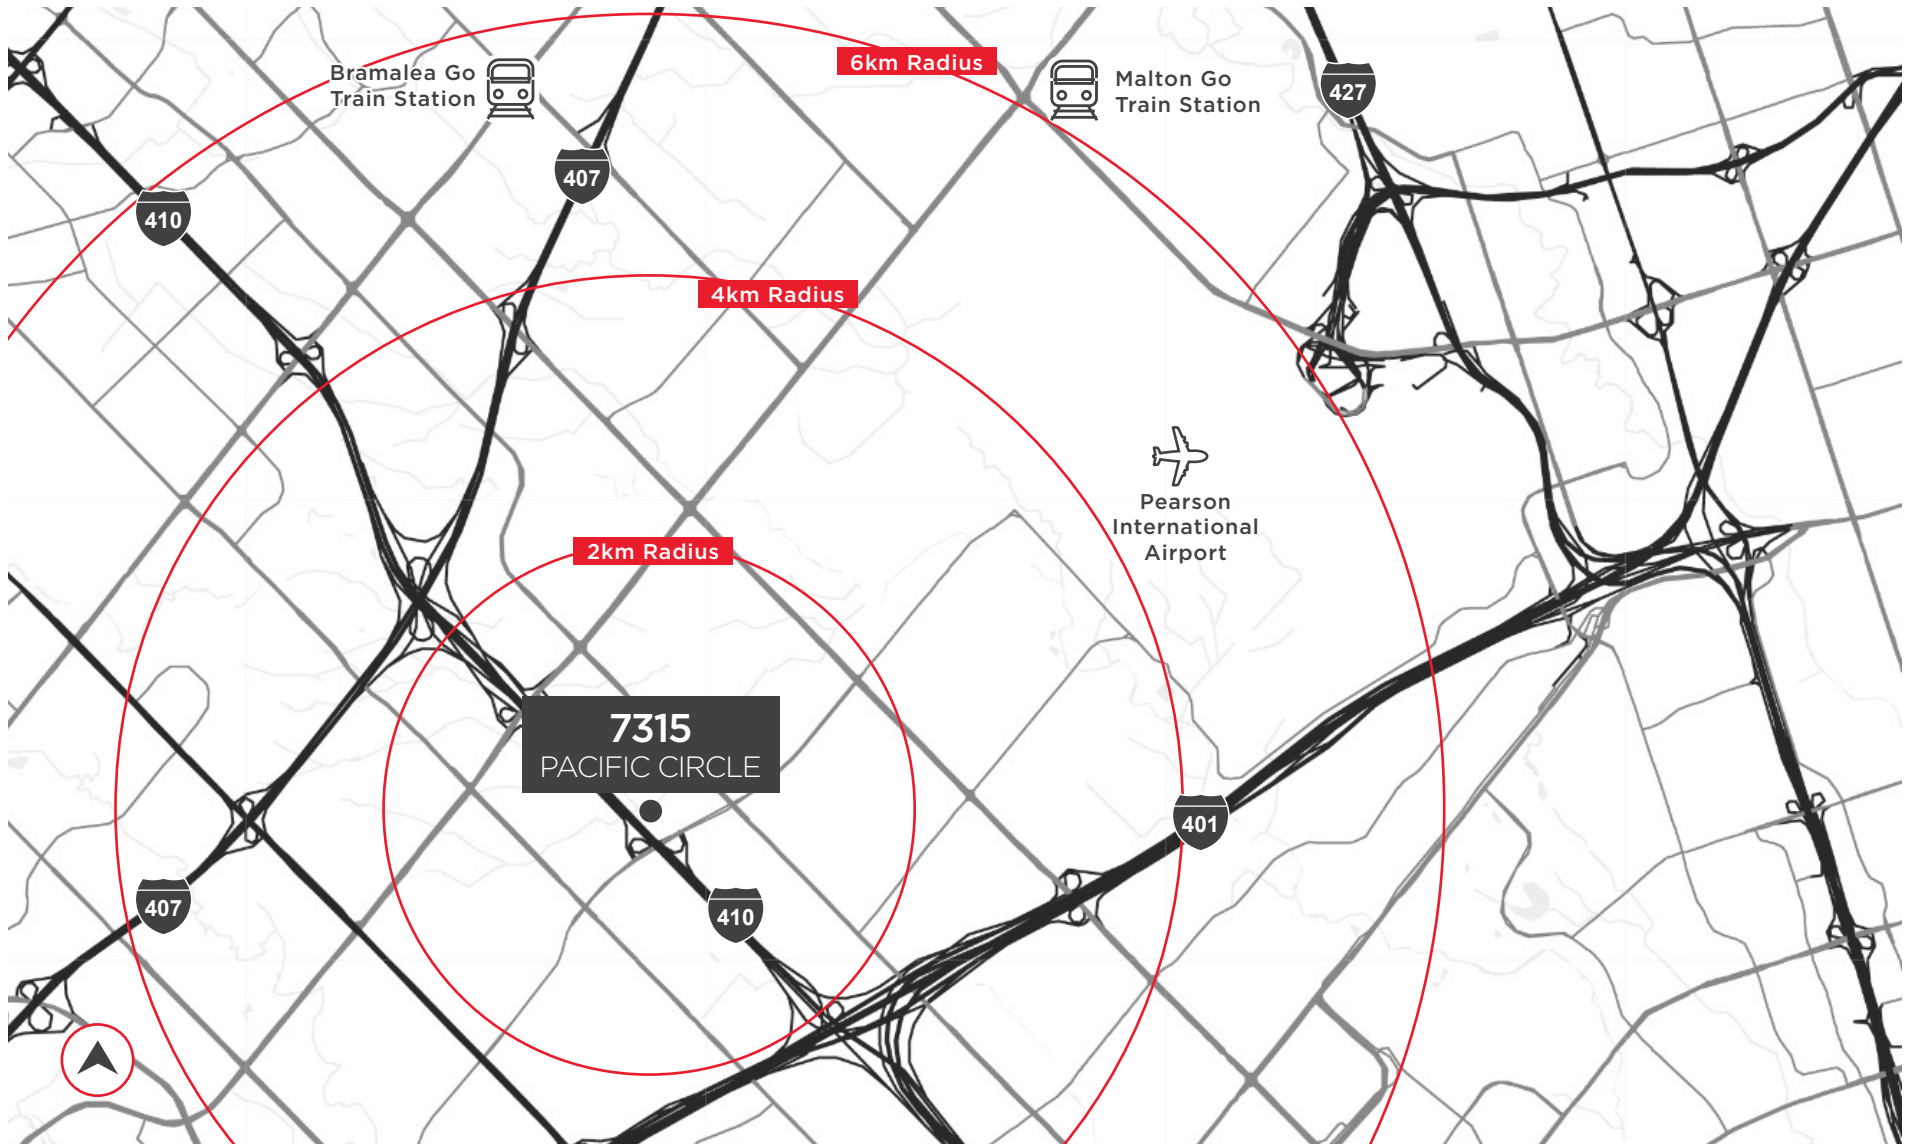 6km Radius
Bramalea Go
Train Station
Malton Go
Train Station
427
407
410
4km Radius
Pearson
International
Airport
2km Radius
7315
PACIFIC CIRCLE
401
407
410